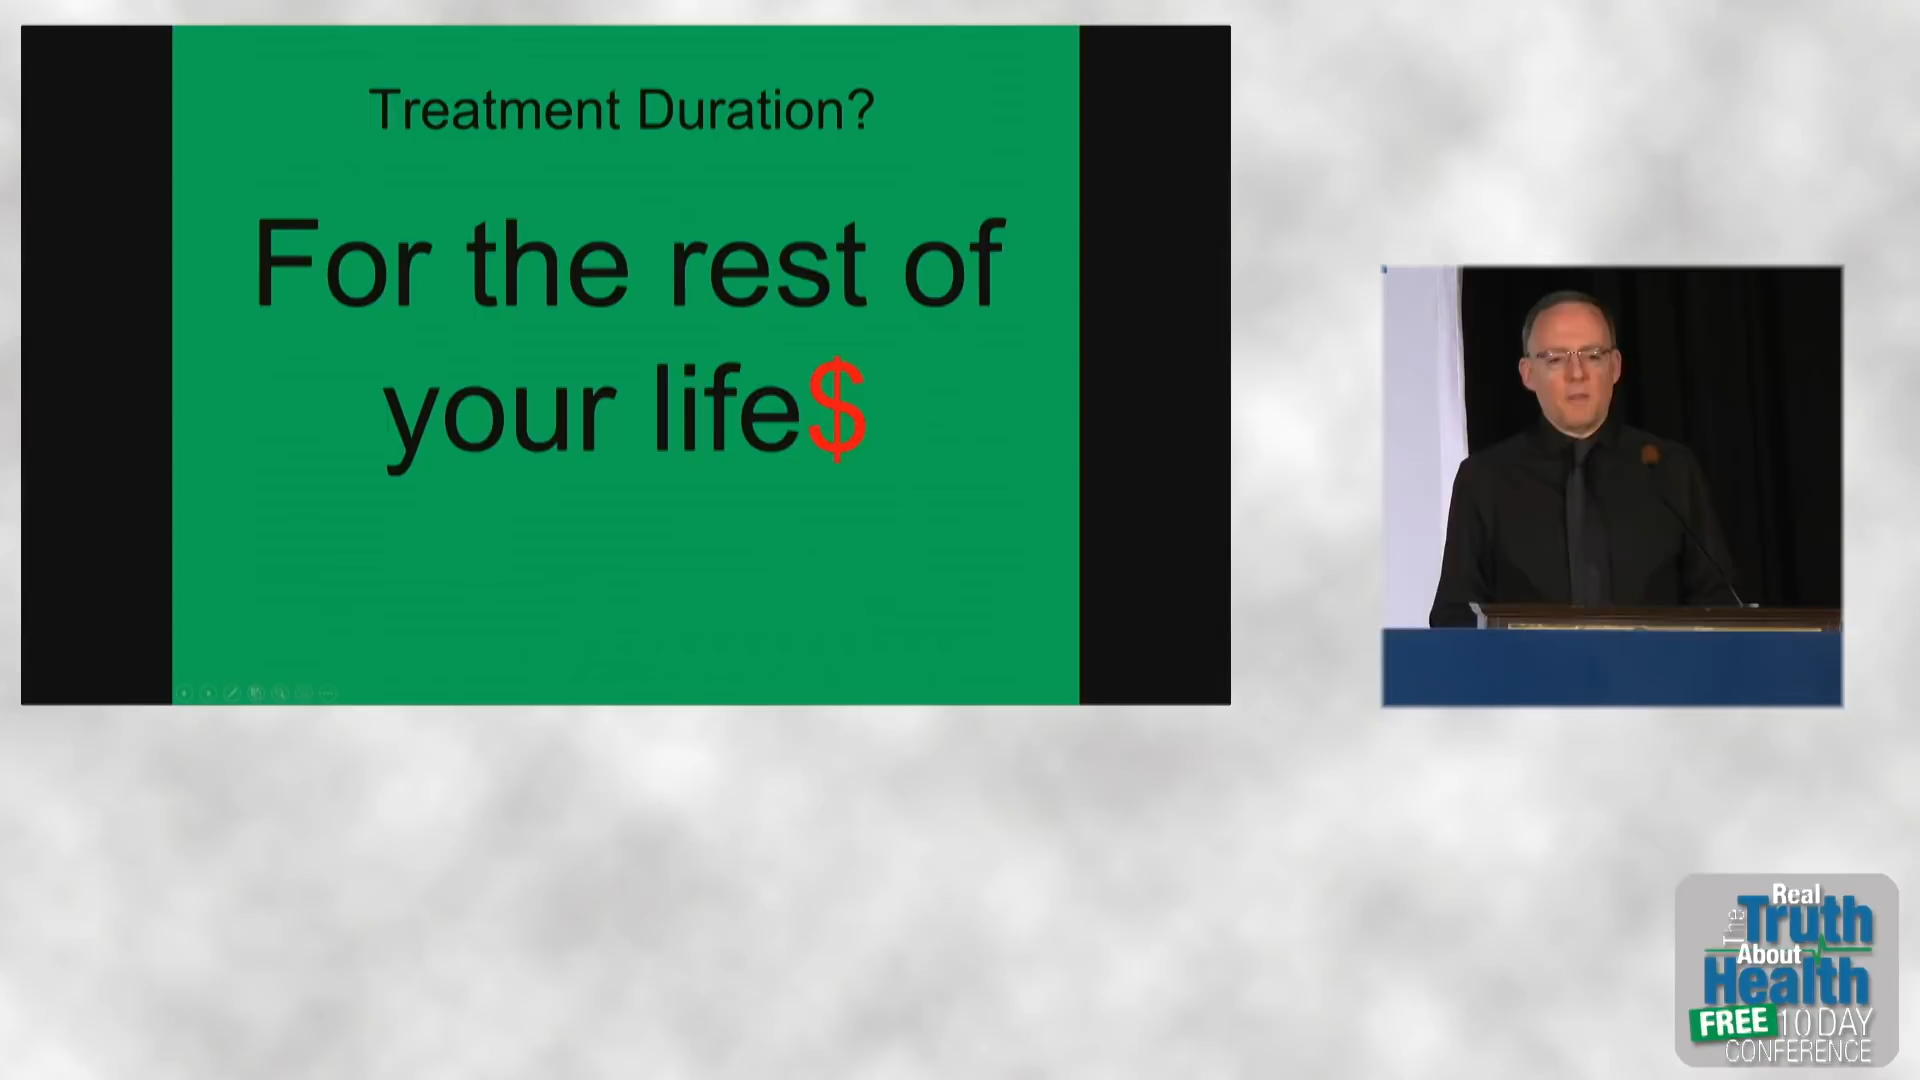 Treatment Duration?
For the rest of
your life$
The Real
Truth
About
Health
FREE 10 DAY
CONFERENCE